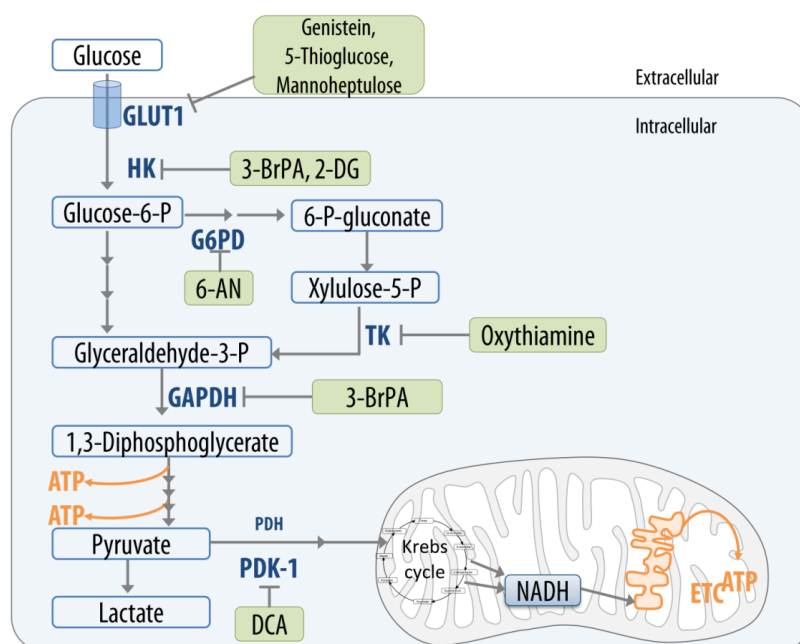 Glucose
Genistein,
5-Thioglucose,
Mannoheptulose
Extracellular
GLUT1
Intracellular
HK
3-BrPA, 2-DG
Glucose-6-P
6-P-gluconate
G6PD
6-AN
Xylulose-5-P
TK
Oxythiamine
Glyceraldehyde-3-P
GAPDH
3-BrPA
1,3-Diphosphoglycerate
ATP
ATP
PDH
Pyruvate
Krebs
cycle
PDK-1
NADH
ETC
ATP
Lactate
DCA